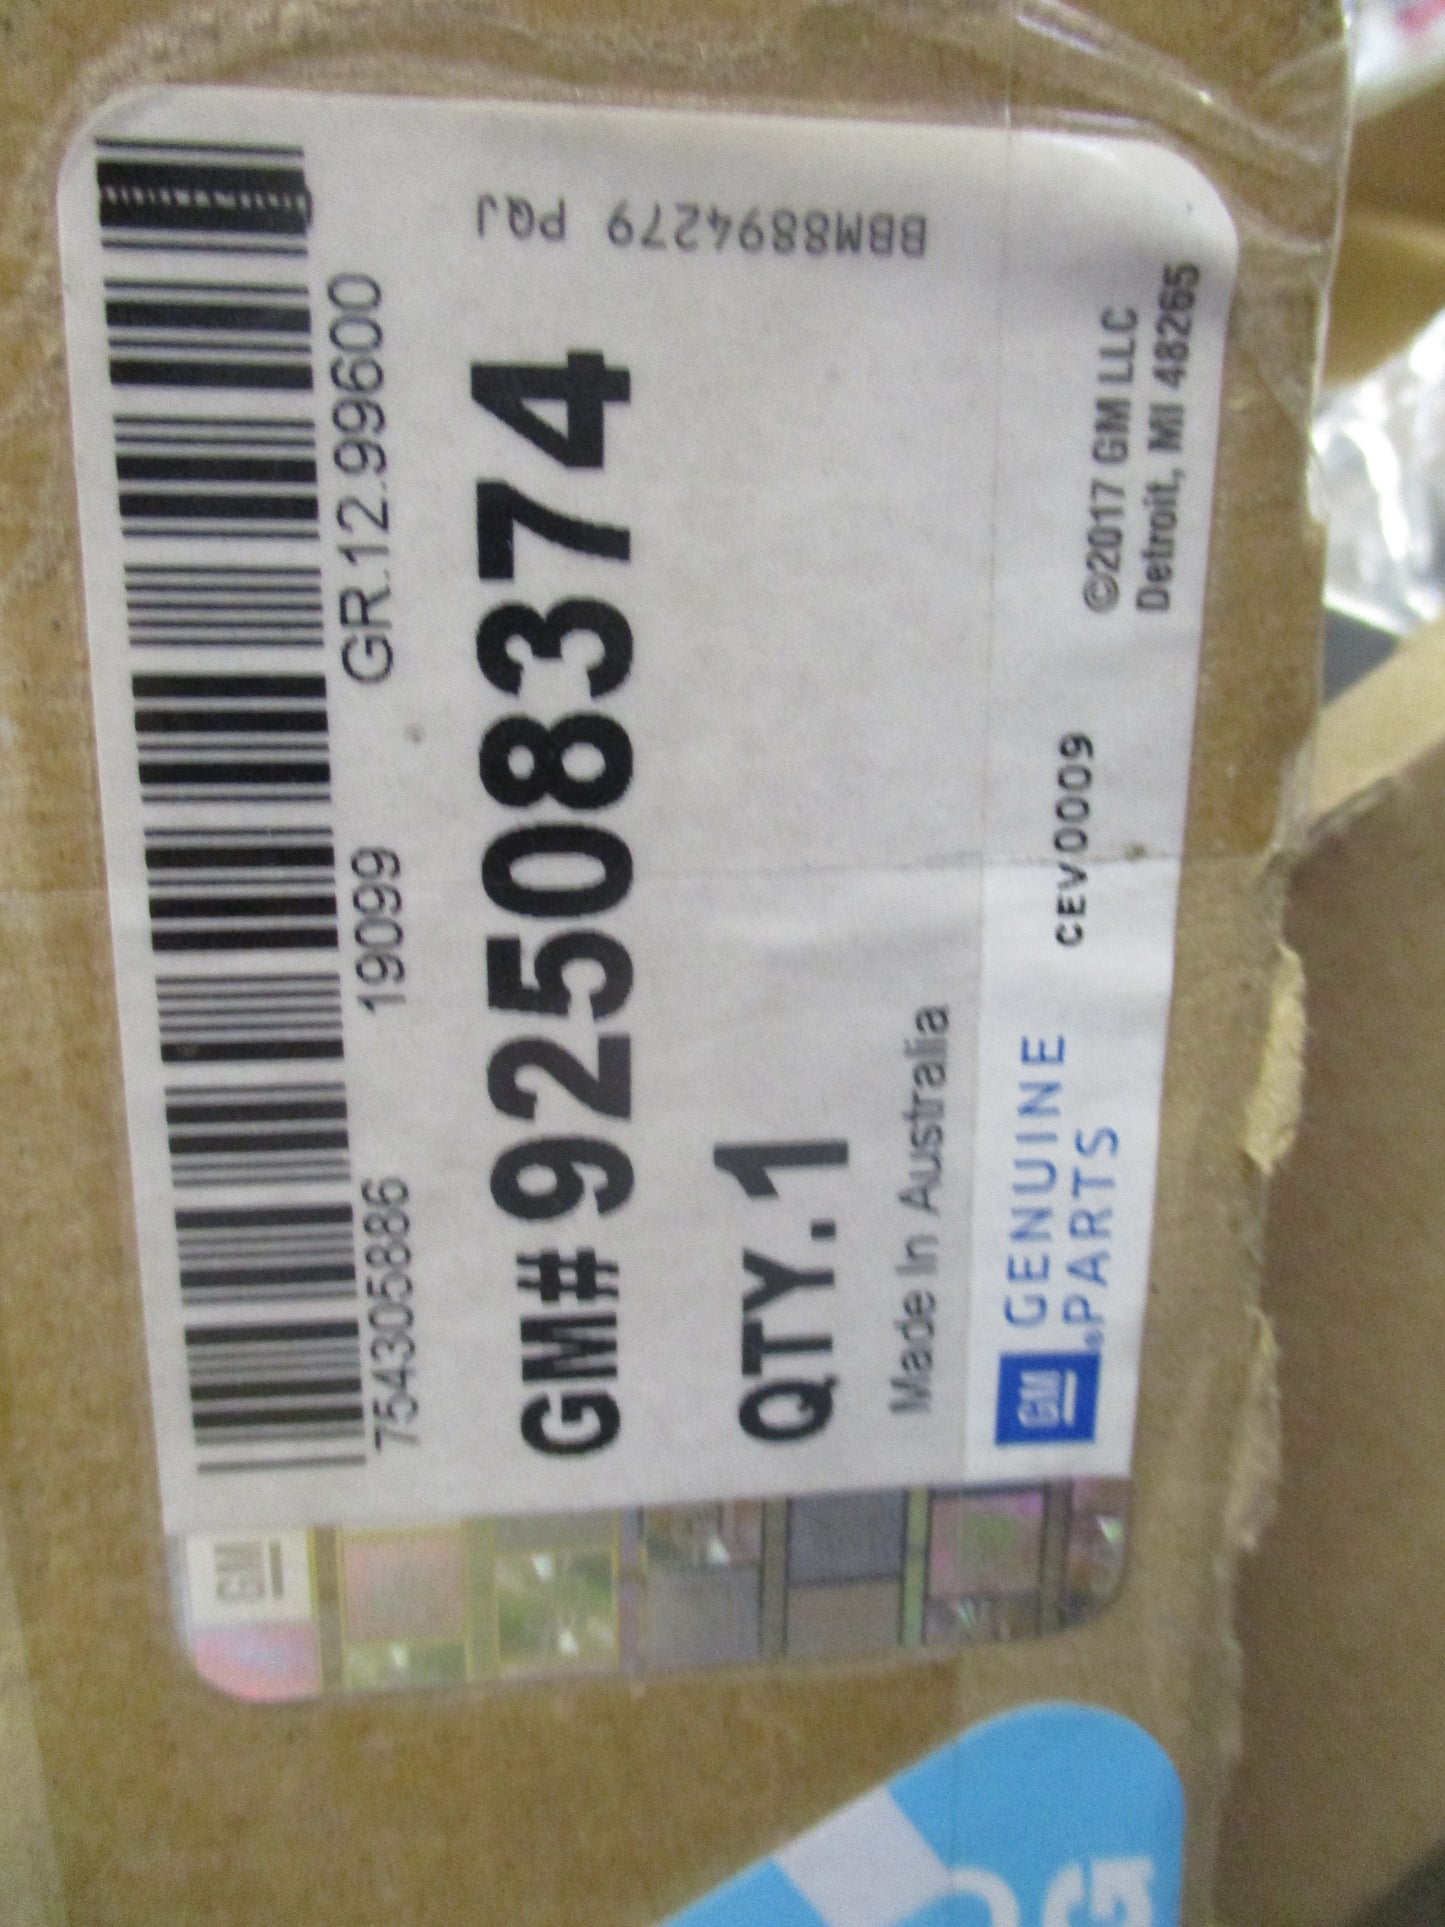 754305886 19099 GR.12.99600
GM# 92508374
QTY.1
Made In Australia
GM GENUINE
®PARTS
CEV0009
©2017 GM LLC
Detroit, MI 48265
BBM8894279 PQJ
GM
G